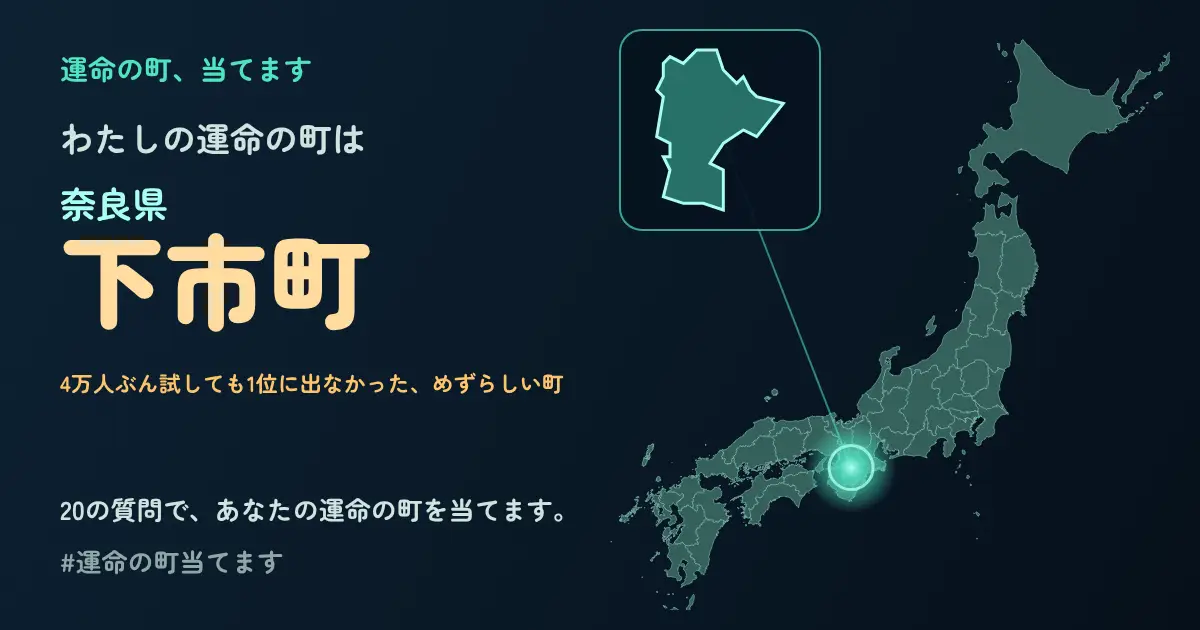 運命の町、当てます
わたしの運命の町は
奈良県
下市町
4万人ぶん試しても1位に出なかった、めずらしい町
20の質問で、あなたの運命の町を当てます。
#運命の町当てます